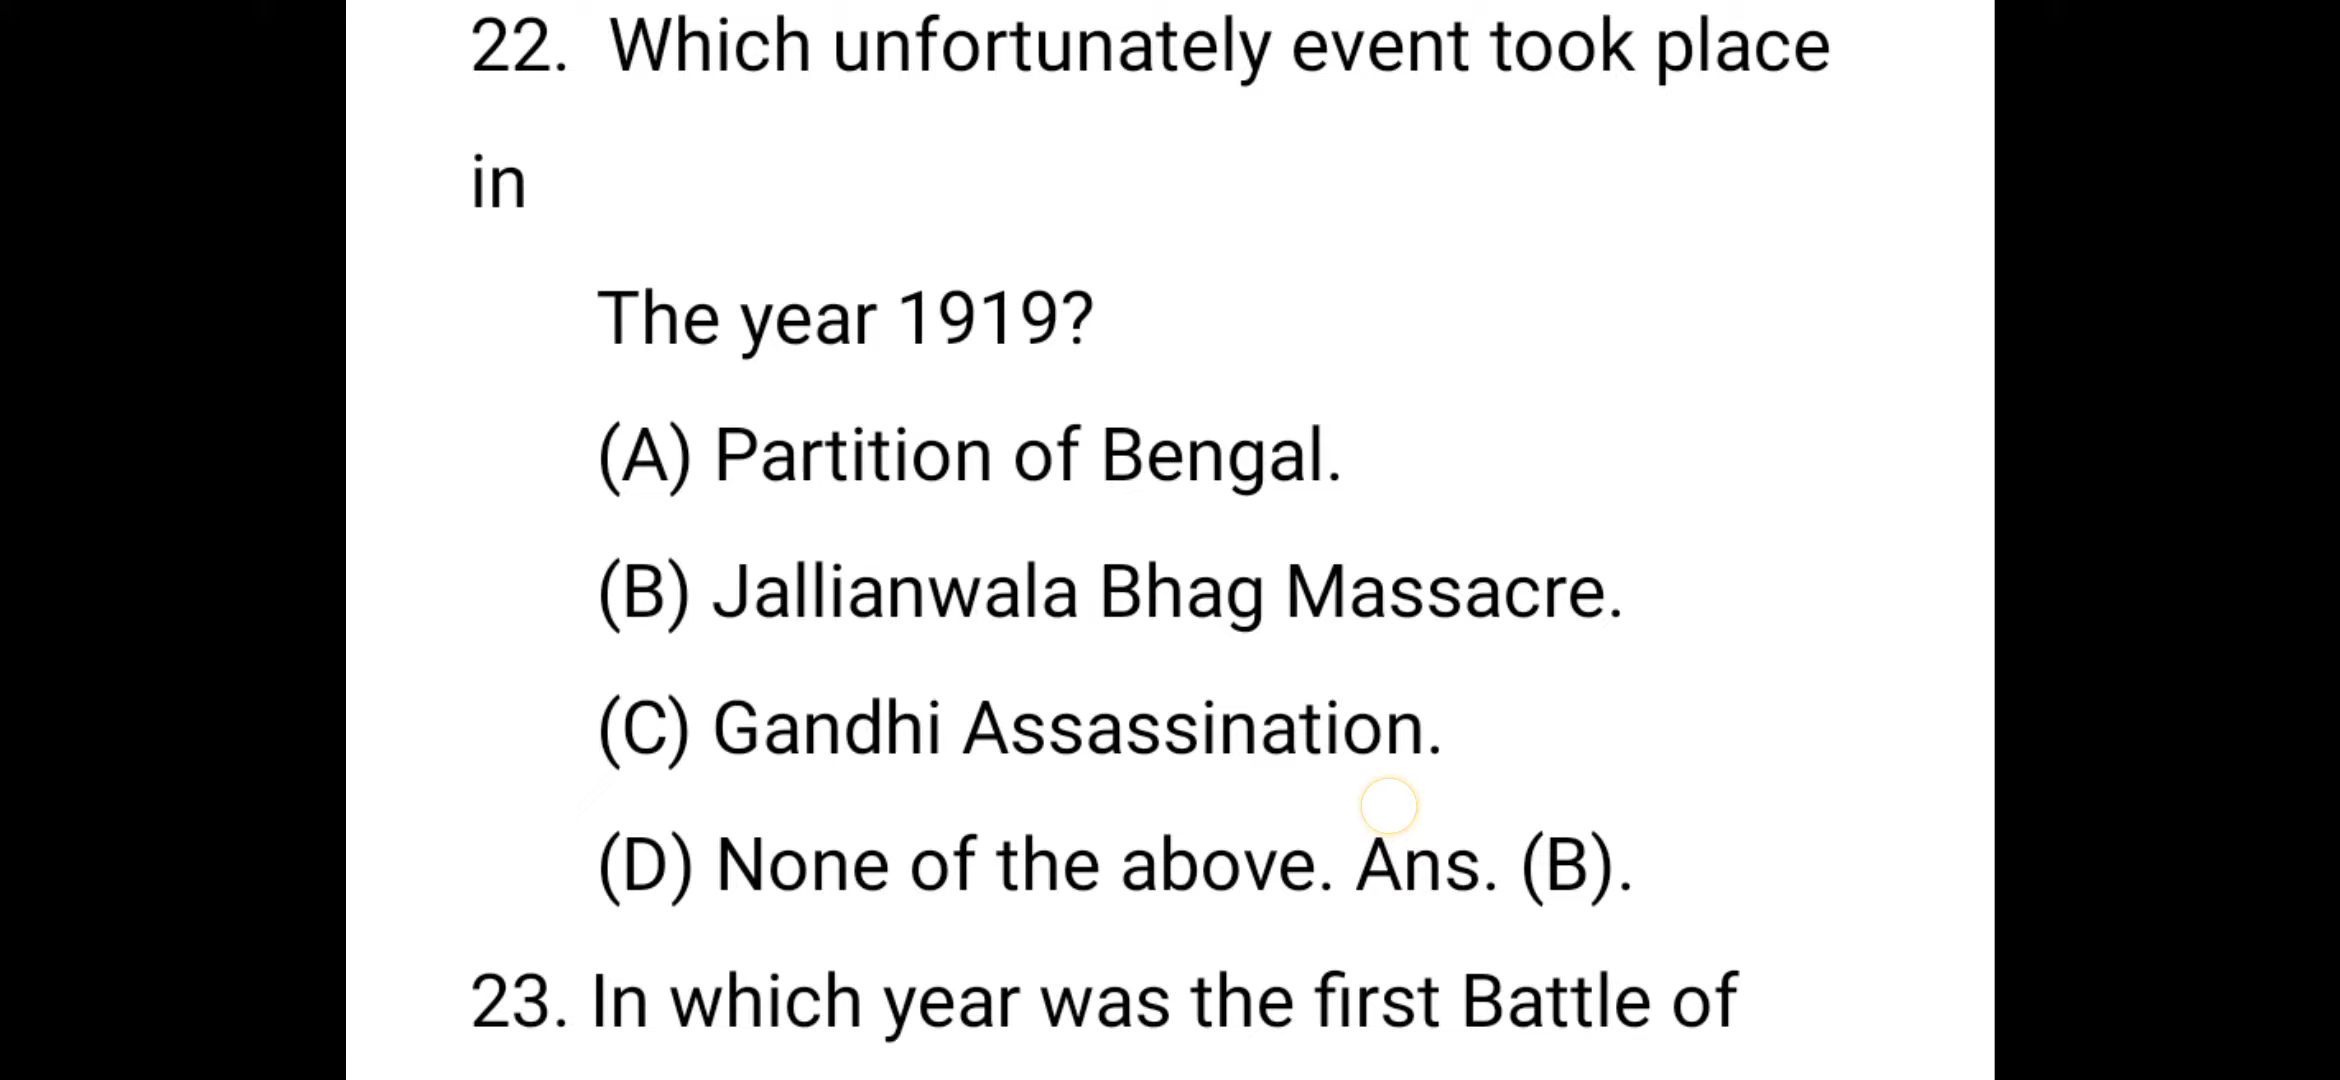 22. Which unfortunately event took place
in
The year 1919?
(A) Partition of Bengal.
(B) Jallianwala Bhag Massacre.
(C) Gandhi Assassination.
(D) None of the above. Ans. (B).
23. In which year was the first Battle of